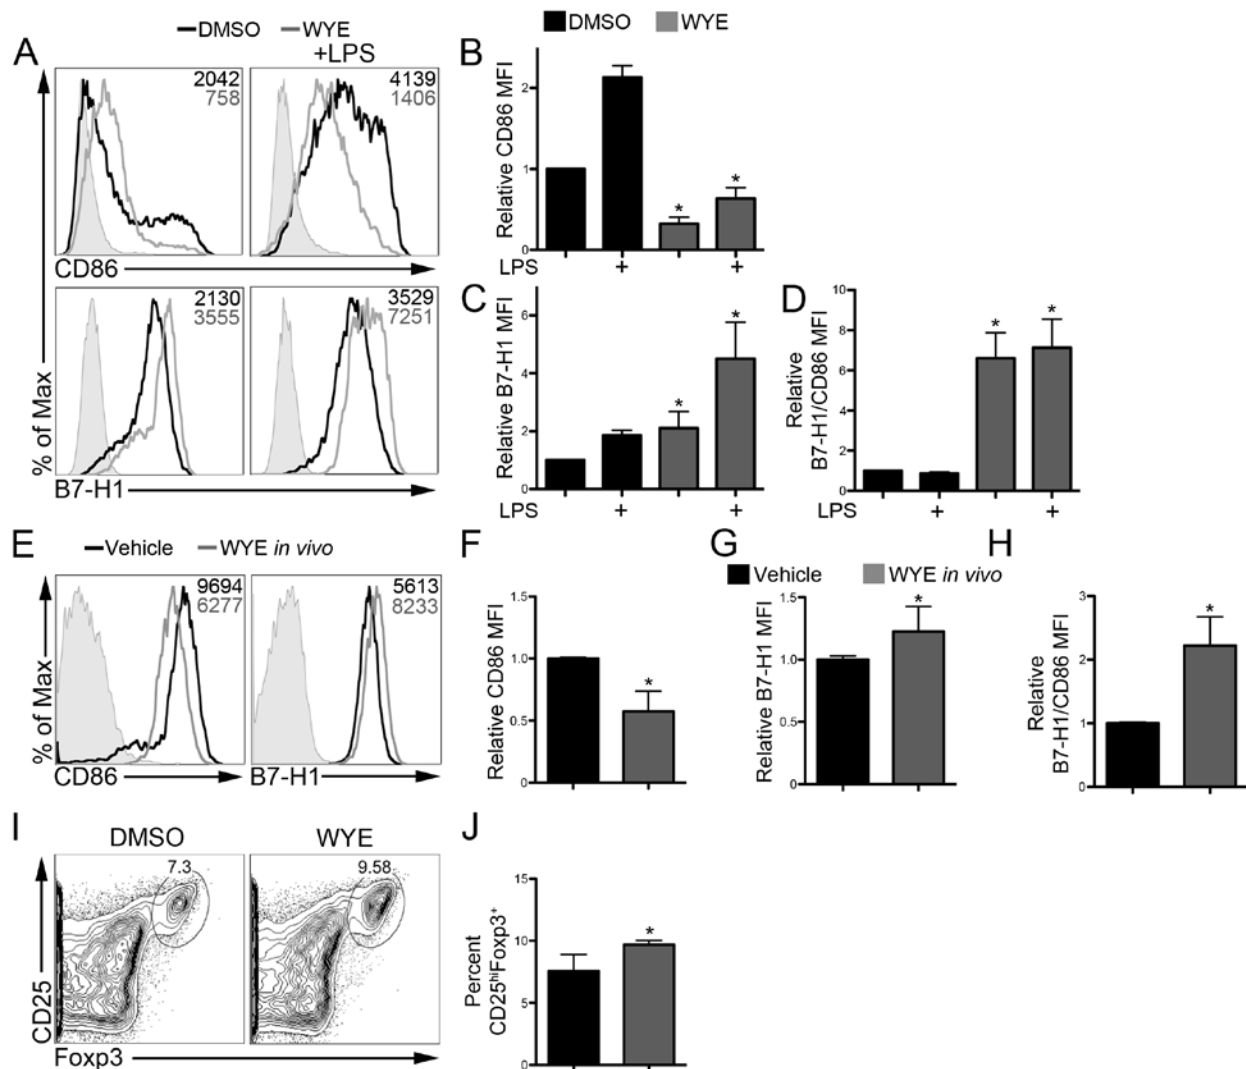 DMSO WYE
+LPS
A
2042
758
4139
1406
CD86
2130
3555
3529
7251
B7-H1
% of Max
DMSO WYE
B
Relative CD86 MFI
2
1
0
* *
LPS + +
C
Relative B7-H1 MFI
6
4
2
0
* *
LPS + +
D
Relative
B7-H1/CD86 MFI
10
8
6
4
2
1
0
* *
LPS + +
E
Vehicle WYE in vivo
9694
6277
5613
8233
% of Max
CD86
B7-H1
F
Relative CD86 MFI
1.5
1.0
0.5
0
*
G
Vehicle WYE in vivo
Relative B7-H1 MFI
1.5
1.0
0.5
0
*
H
Relative
B7-H1/CD86 MFI
3
2
1
0
*
I
DMSO WYE
7.3
9.58
CD25
Foxp3
J
Percent
CD25hiFoxp3+
15
10
5
0
*